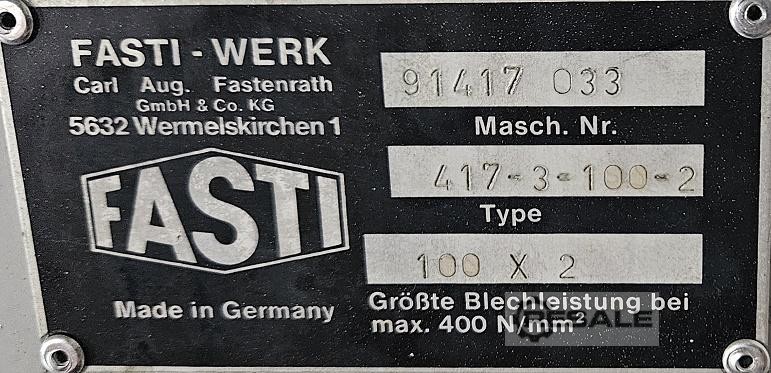 FASTI - WERK
Carl Aug. Fastenrath
GmbH & Co. KG
5632 Wermelskirchen 1
FASTI
Made in Germany
91417 033
Masch. Nr.
417-3-100-2
Type
100 X 2
Größte Blechleistung bei
max. 400 N/mm²
RESALE